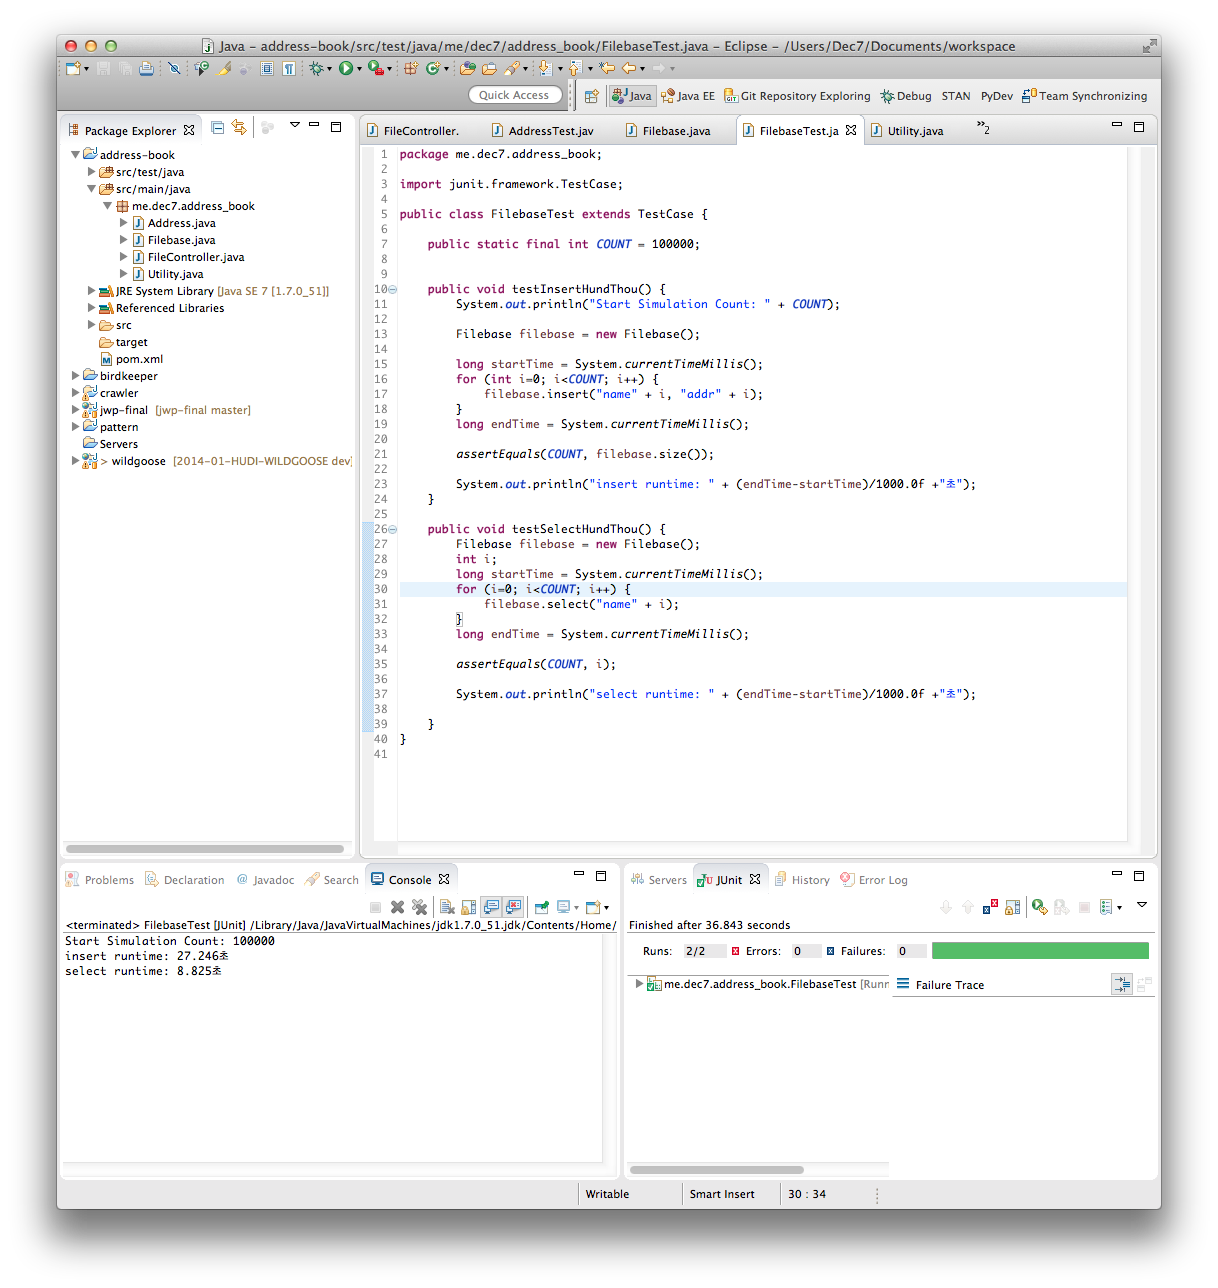 Java – address-book/src/test/java/me/dec7/address_book/FilebaseTest.java – Eclipse – /Users/Dec7/Documents/workspace
Quick Access
Java
Java EE
Git Repository Exploring
Debug
STAN
PyDev
Team Synchronizing
Package Explorer
address-book
src/test/java
src/main/java
me.dec7.address_book
Address.java
Filebase.java
FileController.java
Utility.java
JRE System Library [Java SE 7 [1.7.0_51]]
Referenced Libraries
src
target
pom.xml
birdkeeper
crawler
jwp-final [jwp-final master]
pattern
Servers
> wildgoose [2014-01-HUDI-WILDGOOSE dev]
FileController.
AddressTest.jav
Filebase.java
FilebaseTest.ja
Utility.java
»2
1 package me.dec7.address_book;
2
3 import junit.framework.TestCase;
4
5 public class FilebaseTest extends TestCase {
6
7 public static final int COUNT = 100000;
8
9
10 public void testInsertHundThou() {
11 System.out.println("Start Simulation Count: " + COUNT);
12
13 Filebase filebase = new Filebase();
14
15 long startTime = System.currentTimeMillis();
16 for (int i=0; i<COUNT; i++) {
17 filebase.insert("name" + i, "addr" + i);
18 }
19 long endTime = System.currentTimeMillis();
20
21 assertEquals(COUNT, filebase.size());
22
23 System.out.println("insert runtime: " + (endTime-startTime)/1000.0f +"초");
24 }
25
26 public void testSelectHundThou() {
27 Filebase filebase = new Filebase();
28 int i;
29 long startTime = System.currentTimeMillis();
30 for (i=0; i<COUNT; i++) {
31 filebase.select("name" + i);
32 }
33 long endTime = System.currentTimeMillis();
34
35 assertEquals(COUNT, i);
36
37 System.out.println("select runtime: " + (endTime-startTime)/1000.0f +"초");
38
39 }
40 }
41
Problems
Declaration
Javadoc
Search
Console
<terminated> FilebaseTest [JUnit] /Library/Java/JavaVirtualMachines/jdk1.7.0_51.jdk/Contents/Home/
Start Simulation Count: 100000
insert runtime: 27.246초
select runtime: 8.825초
Servers
JUnit
History
Error Log
Finished after 36.843 seconds
Runs: 2/2
Errors: 0
Failures: 0
me.dec7.address_book.FilebaseTest [Runn
Failure Trace
Writable
Smart Insert
30 : 34